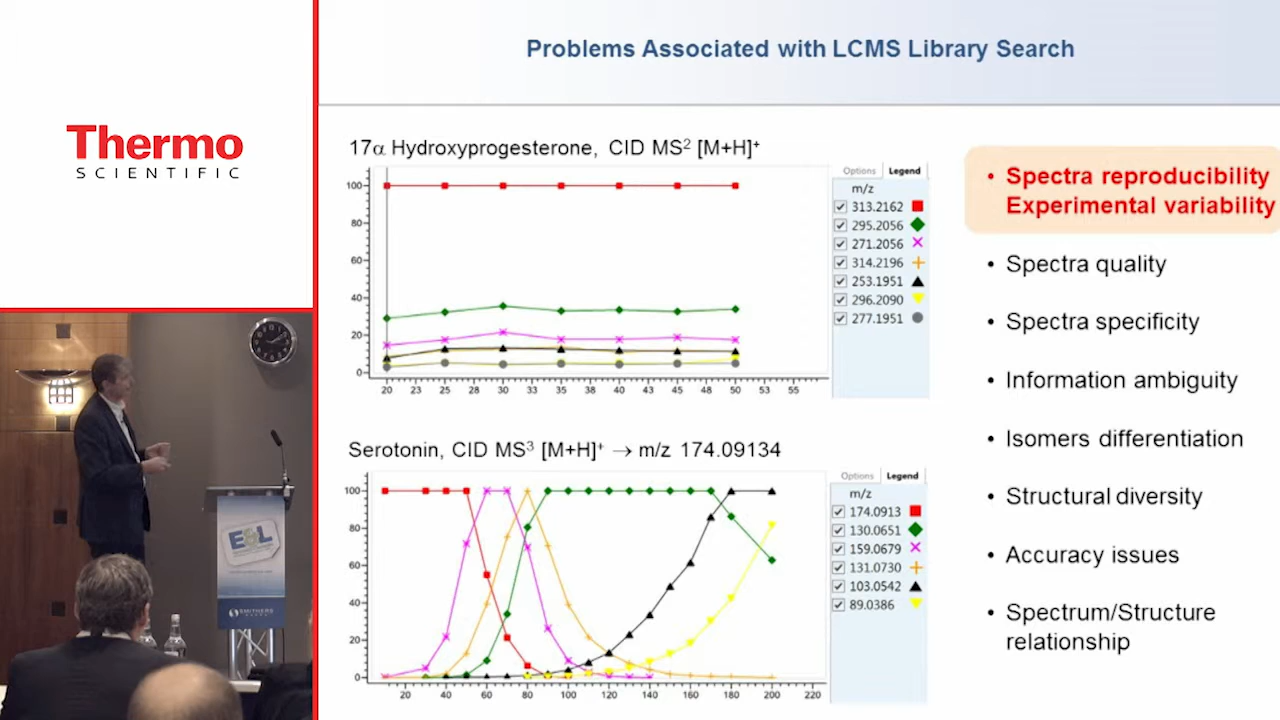 Problems Associated with LCMS Library Search
Thermo
SCIENTIFIC
17α Hydroxyprogesterone, CID MS² [M+H]⁺
Options Legend
m/z
313.2162
295.2056
271.2056
314.2196
253.1951
296.2090
277.1951
100
80
60
40
20
0
20 23 25 28 30 33 35 38 40 43 45 48 50 53 55
Serotonin, CID MS³ [M+H]⁺ → m/z 174.09134
Options Legend
m/z
174.0913
130.0651
159.0679
131.0730
103.0542
89.0386
100
80
60
40
20
0
20 40 60 80 100 120 140 160 180 200 220
• Spectra reproducibility
Experimental variability
• Spectra quality
• Spectra specificity
• Information ambiguity
• Isomers differentiation
• Structural diversity
• Accuracy issues
• Spectrum/Structure
relationship
E&L
SMITHERS